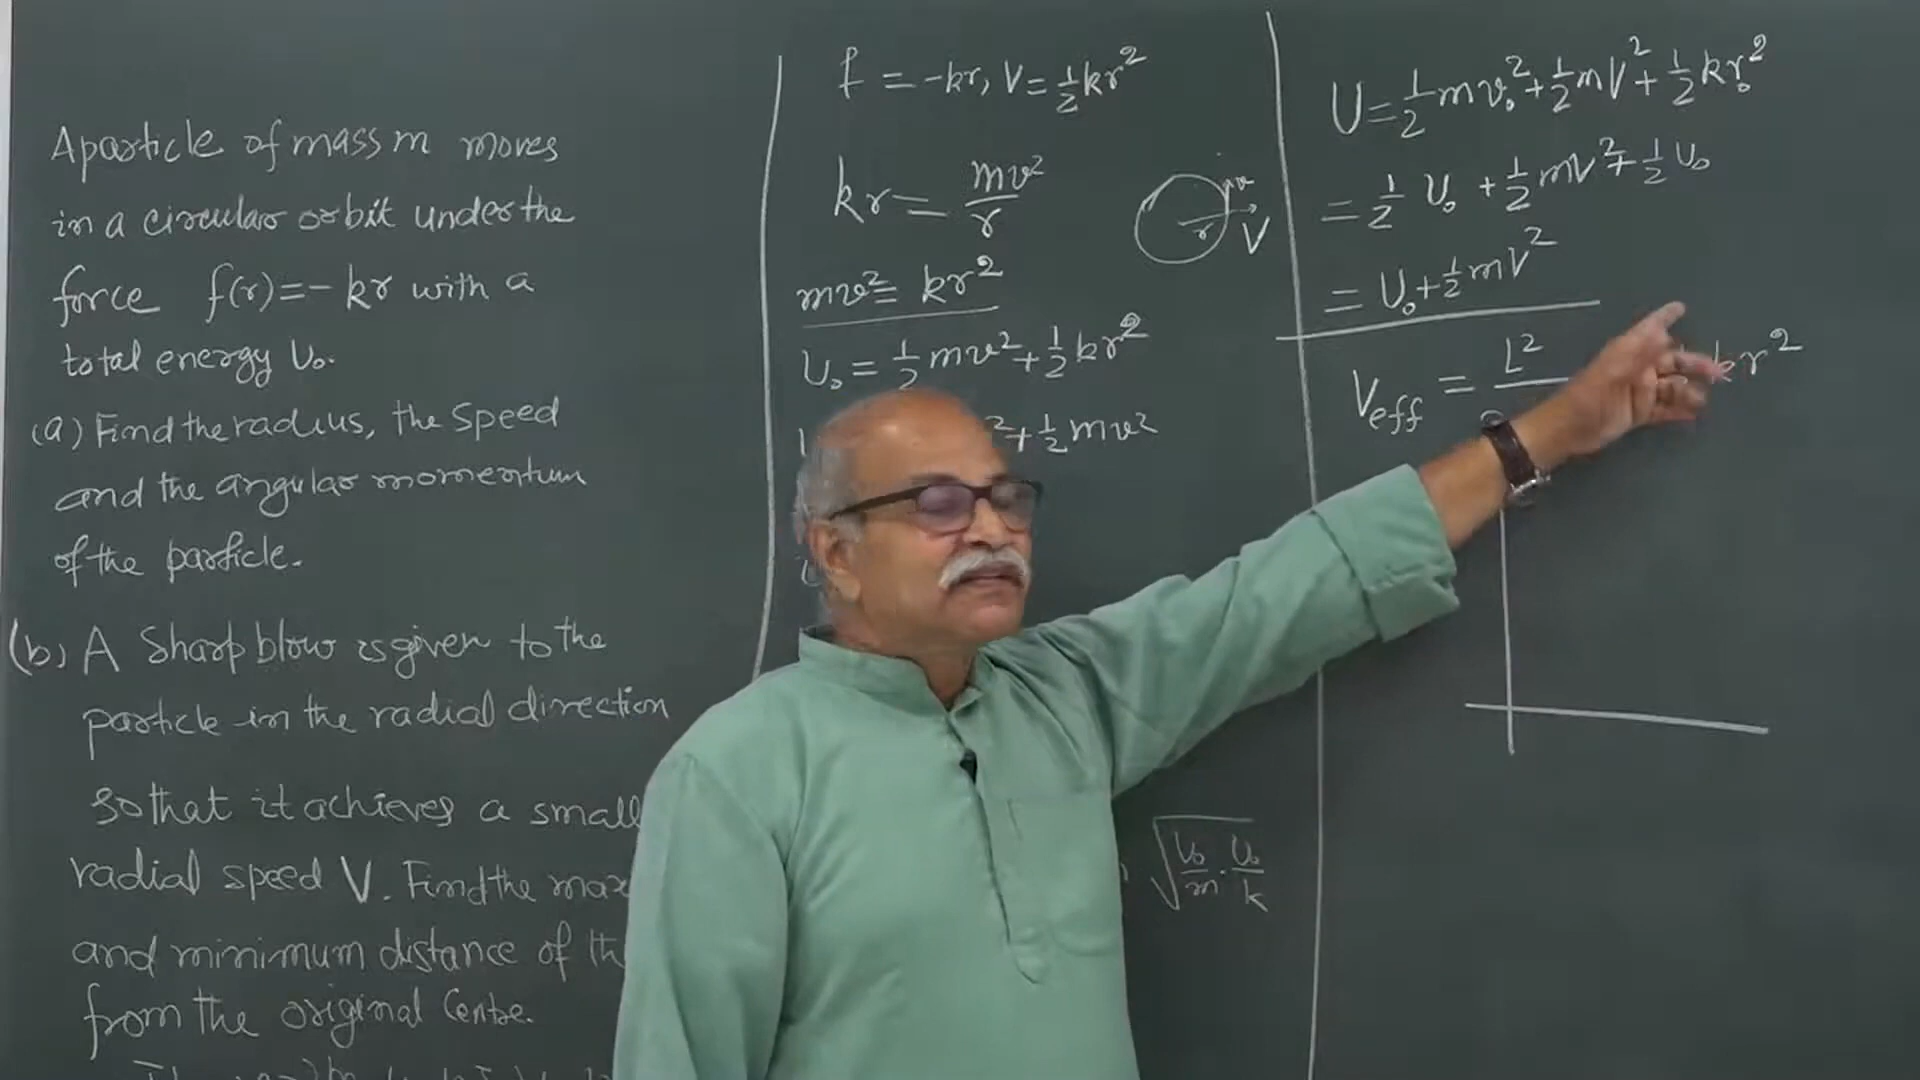 A particle of mass m moves
in a circular orbit under the
force f(r) = - kr with a
total energy U₀.
(a) Find the radius, the speed
and the angular momentum
of the particle.
(b) A Sharp blow is given to the
particle in the radial direction
so that it achieves a small
radial speed V. Find the
and minimum distance of
from the original Centre.
f = -kr, V = ½kr²
kr = mv²/r
r
V
mv² = kr²
U₀ = ½mv² + ½kr²
+ ½mv²
√(U₀/m · U₀/k)
U = ½mv₀² + ½mV² + ½kr₀²
= ½ U₀ + ½mV² + ½U₀
= U₀ + ½mV²
V_eff = L²
kr²